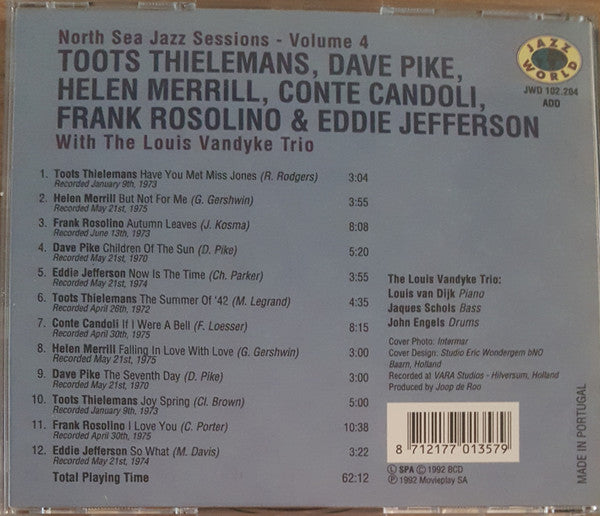 North Sea Jazz Sessions - Volume 4
TOOTS THIELEMANS, DAVE PIKE,
HELEN MERRILL, CONTE CANDOLI,
FRANK ROSOLINO & EDDIE JEFFERSON
With The Louis Vandyke Trio
JAZZ WORLD
JWD 102.204
ADD
1. Toots Thielemans Have You Met Miss Jones (R. Rodgers) 3:04
Recorded January 9th, 1973
2. Helen Merrill But Not For Me (G. Gershwin) 3:55
Recorded May 21st, 1975
3. Frank Rosolino Autumn Leaves (J. Kosma) 8:08
Recorded June 13th, 1973
4. Dave Pike Children Of The Sun (D. Pike) 5:20
Recorded May 21st, 1970
5. Eddie Jefferson Now Is The Time (Ch. Parker) 3:55
Recorded May 21st, 1974
6. Toots Thielemans The Summer Of '42 (M. Legrand) 4:35
Recorded April 26th, 1972
7. Conte Candoli If I Were A Bell (F. Loesser) 8:15
Recorded April 30th, 1975
8. Helen Merrill Falling In Love With Love (G. Gershwin) 3:00
Recorded May 21st, 1975
9. Dave Pike The Seventh Day (D. Pike) 3:00
Recorded May 21st, 1970
10. Toots Thielemans Joy Spring (Cl. Brown) 5:00
Recorded January 9th, 1973
11. Frank Rosolino I Love You (C. Porter) 10:38
Recorded April 30th, 1975
12. Eddie Jefferson So What (M. Davis) 3:22
Recorded May 21st, 1974
Total Playing Time 62:12
The Louis Vandyke Trio:
Louis van Dijk Piano
Jaques Schols Bass
John Engels Drums
Cover Photo: Intermar
Cover Design: Studio Eric Wondergem bNO
Baarn, Holland
Recorded at VARA Studios - Hilversum, Holland
Produced by Joop de Roo
8 712177 013579
Ⓛ SPA © 1992 BCD
Ⓟ 1992 Movieplay SA
MADE IN PORTUGAL